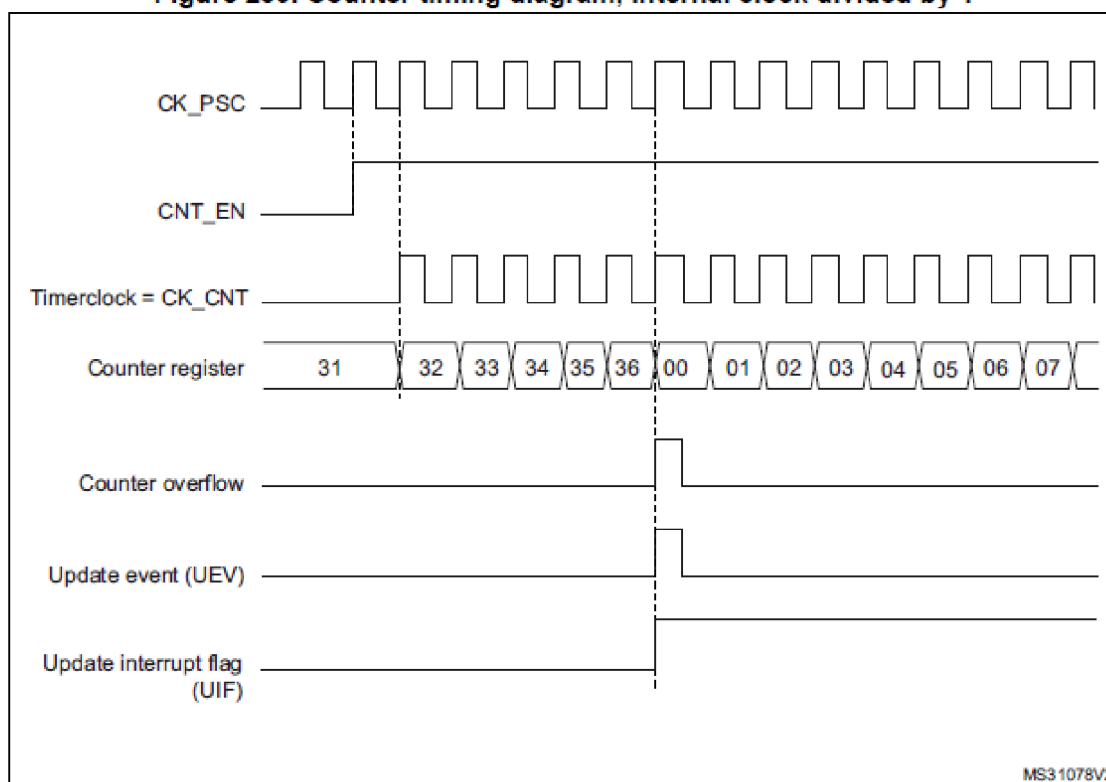 CK_PSC
CNT_EN
Timerclock = CK_CNT
Counter register 31 32 33 34 35 36 00 01 02 03 04 05 06 07
Counter overflow
Update event (UEV)
Update interrupt flag
(UIF)